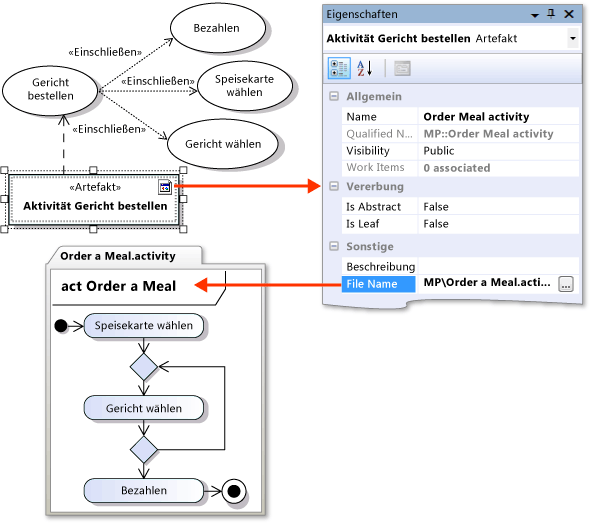 Bezahlen
«Einschließen»
Gericht
bestellen
«Einschließen»
Speisekarte
wählen
«Einschließen»
Gericht wählen
«Artefakt»
Aktivität Gericht bestellen
Eigenschaften
Aktivität Gericht bestellen Artefakt
A
Z
Allgemein
Name Order Meal activity
Qualified N... MP::Order Meal activity
Visibility Public
Work Items 0 associated
Vererbung
Is Abstract False
Is Leaf False
Sonstige
Beschreibung
File Name MP\Order a Meal.acti... ...
Order a Meal.activity
act Order a Meal
Speisekarte wählen
Gericht wählen
Bezahlen